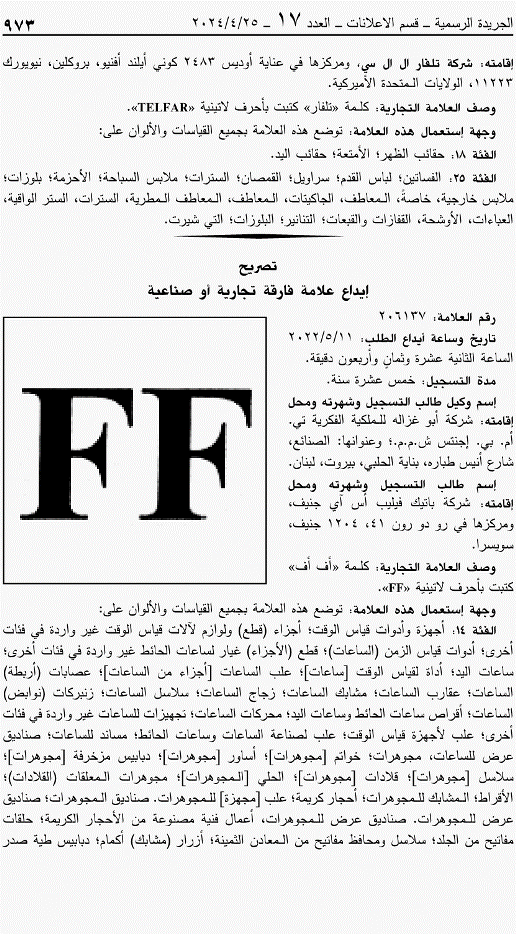 الجريدة الرسمية ــ قسم الاعلانات ــ العدد ١٧ ــ ٢٠٢٤/٤/٢٥
٩٧٣
إقامته: شركة تلفار ال ال سي، ومركزها في عناية أوديس ٢٤٨٣ كوني أيلند أفنيو، بروكلين، نيويورك
١١٢٢٣، الولايات المتحدة الأميركية.
وصف العلامة التجارية: كلمة «تلفار» كتبت بأحرف لاتينية «TELFAR».
وجهة إستعمال هذه العلامة: توضع هذه العلامة بجميع القياسات والألوان على:
الفئة ١٨: حقائب الظهر؛ الأمتعة؛ حقائب اليد.
الفئة ٢٥: الفساتين؛ لباس القدم؛ سراويل؛ القمصان؛ السترات؛ ملابس السباحة؛ الأحزمة؛ بلوزات؛
ملابس خارجية، خاصةً، المعاطف، الجاكيتات، المعاطف، المعاطف المطرية، السترات، الستر الواقية،
العباءات، الأوشحة، القفازات والقبعات؛ التنانير؛ البلوزات؛ التي شيرت.
تصريح
إيداع علامة فارقة تجارية أو صناعية
رقم العلامة: ٢٠٦١٣٧
تاريخ وساعة أيداع الطلب: ٢٠٢٢/٥/١١
الساعة الثانية عشرة وثمانٍ وأربعون دقيقة.
مدة التسجيل: خمس عشرة سنة.
إسم وكيل طالب التسجيل وشهرته ومحل
إقامته: شركة أبو غزاله للملكية الفكرية تي.
أم. بي. إجنتس ش.م.م.؛ وعنوانها: الصنائع،
شارع أنيس طباره، بناية الحلبي، بيروت، لبنان.
إسم طالب التسجيل وشهرته ومحل
إقامته: شركة باتيك فيليب أس آي جنيف،
ومركزها في رو دو رون ٤١، ١٢٠٤ جنيف،
سويسرا.
وصف العلامة التجارية: كلمة «أف أف»
كتبت بأحرف لاتينية «FF».
FF
وجهة إستعمال هذه العلامة: توضع هذه العلامة بجميع القياسات والألوان على:
الفئة ١٤: أجهزة وأدوات قياس الوقت؛ أجزاء (قطع) ولوازم لآلات قياس الوقت غير واردة في فئات
أخرى؛ أدوات قياس الزمن (الساعات)؛ قطع (الأجزاء) غيار لساعات الحائط غير واردة في فئات أخرى؛
ساعات اليد؛ أداة لقياس الوقت [ساعات]؛ علب الساعات [أجزاء من الساعات]؛ عصابات (أربطة)
الساعات؛ عقارب الساعات؛ مشابك الساعات؛ زجاج الساعات؛ سلاسل الساعات؛ زنبركات (نوابض)
الساعات؛ أقراص ساعات الحائط وساعات اليد؛ محركات الساعات؛ تجهيزات للساعات غير واردة في فئات
أخرى؛ علب لأجهزة قياس الوقت؛ علب لصناعة الساعات وساعات الحائط؛ مساند للساعات؛ صناديق
عرض للساعات، مجوهرات؛ خواتم [مجوهرات]؛ أساور [مجوهرات]؛ دبابيس مزخرفة [مجوهرات]؛
سلاسل [مجوهرات]؛ قلادات [مجوهرات]؛ الحلي [المجوهرات]؛ مجوهرات المعلقات (القلادات)؛
الأقراط؛ المشابك للمجوهرات؛ أحجار كريمة؛ علب [مجهزة] للمجوهرات. صناديق المجوهرات؛ صناديق
عرض للمجوهرات. صناديق عرض للمجوهرات، أعمال فنية مصنوعة من الأحجار الكريمة؛ حلقات
مفاتيح من الجلد؛ سلاسل ومحافظ مفاتيح من المعادن الثمينة؛ أزرار (مشابك) أكمام؛ دبابيس طية صدر